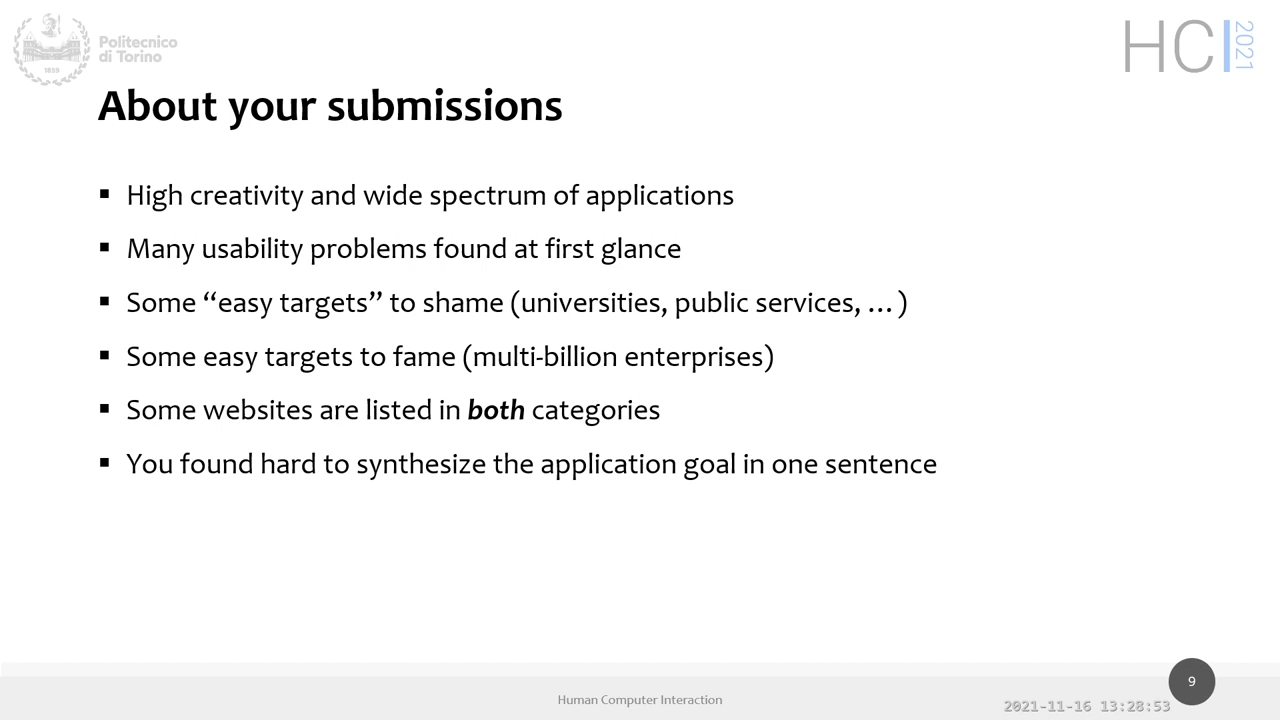 Politecnico
di Torino
1859
HCI 2021
About your submissions
▪ High creativity and wide spectrum of applications
▪ Many usability problems found at first glance
▪ Some “easy targets” to shame (universities, public services, …)
▪ Some easy targets to fame (multi-billion enterprises)
▪ Some websites are listed in both categories
▪ You found hard to synthesize the application goal in one sentence
Human Computer Interaction
9
2021-11-16 13:28:53